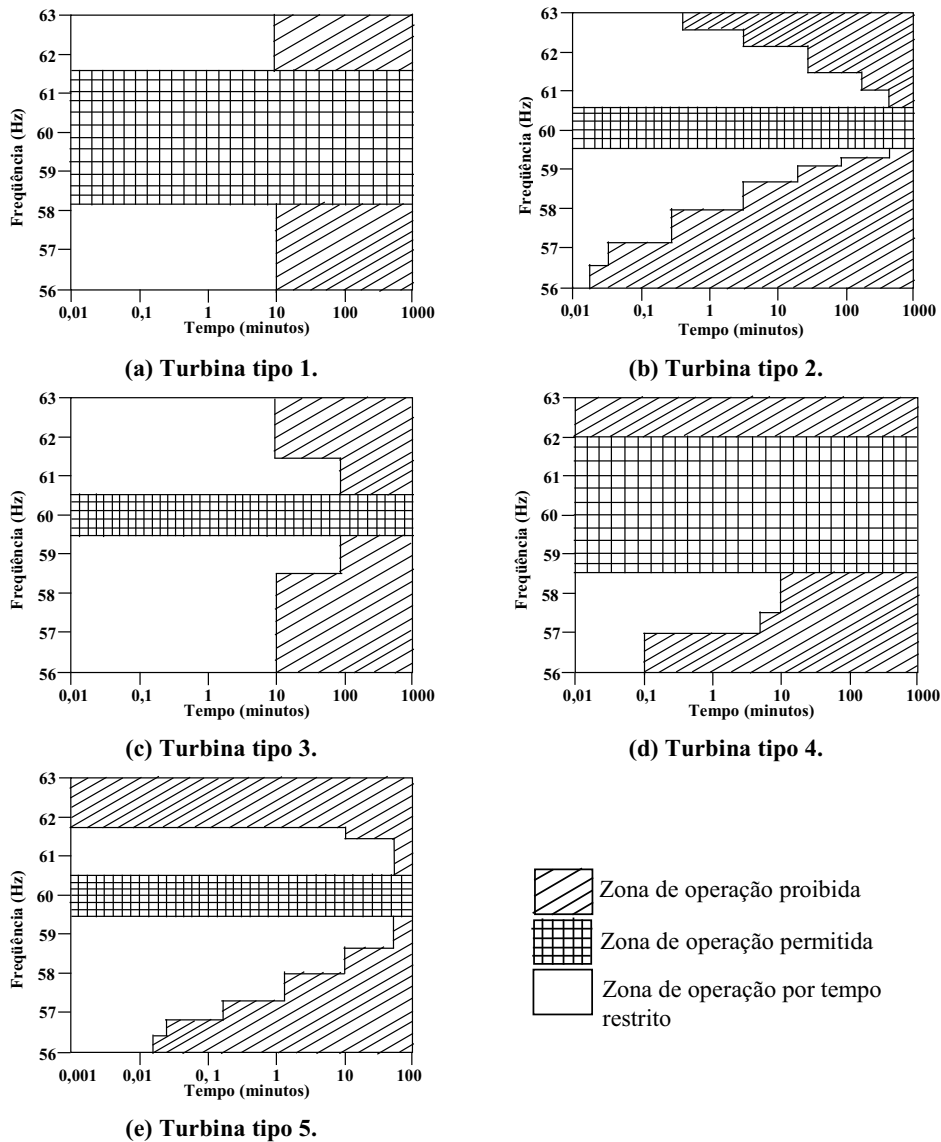 63
62
61
60
59
58
57
56
Freqüência (Hz)
0,01 0,1 1 10 100 1000
Tempo (minutos)
(a) Turbina tipo 1.
63
62
61
60
59
58
57
56
Freqüência (Hz)
0,01 0,1 1 10 100 1000
Tempo (minutos)
(b) Turbina tipo 2.
63
62
61
60
59
58
57
56
Freqüência (Hz)
0,01 0,1 1 10 100 1000
Tempo (minutos)
(c) Turbina tipo 3.
63
62
61
60
59
58
57
56
Freqüência (Hz)
0,01 0,1 1 10 100 1000
Tempo (minutos)
(d) Turbina tipo 4.
63
62
61
60
59
58
57
56
Freqüência (Hz)
0,001 0,01 0, 1 1 10 100
Tempo (minutos)
(e) Turbina tipo 5.
Zona de operação proibida
Zona de operação permitida
Zona de operação por tempo
restrito